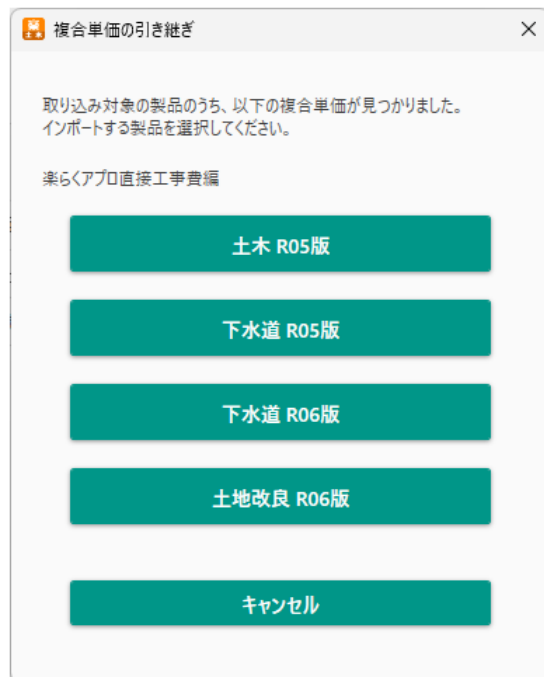 複合単価の引き継ぎ
取り込み対象の製品のうち、以下の複合単価が見つかりました。
インポートする製品を選択してください。
楽らくアプロ直接工事費編
土木 R05版
下水道 R05版
下水道 R06版
土地改良 R06版
キャンセル